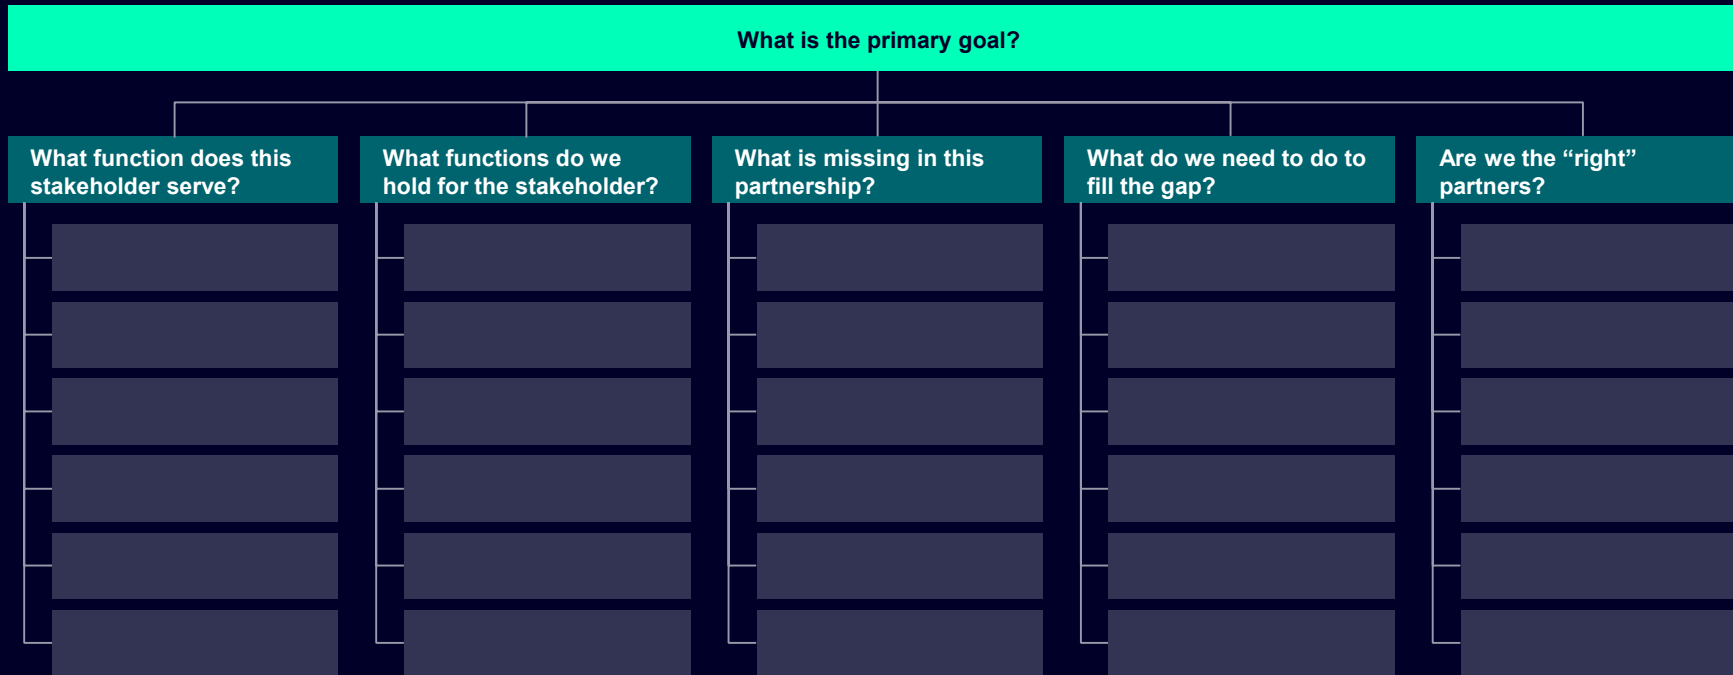 What is the primary goal?
What function does this
stakeholder serve?
What functions do we
hold for the stakeholder?
What is missing in this
partnership?
What do we need to do to
fill the gap?
Are we the “right”
partners?